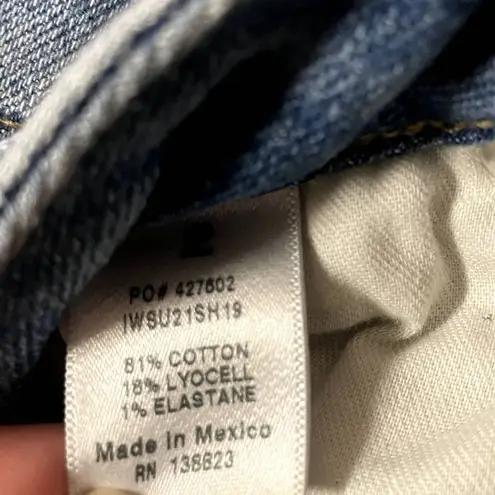 PO# 427602
IWSU21SH19
81% COTTON
18% LYOCELL
1% ELASTANE
Made In Mexico
RN 138623